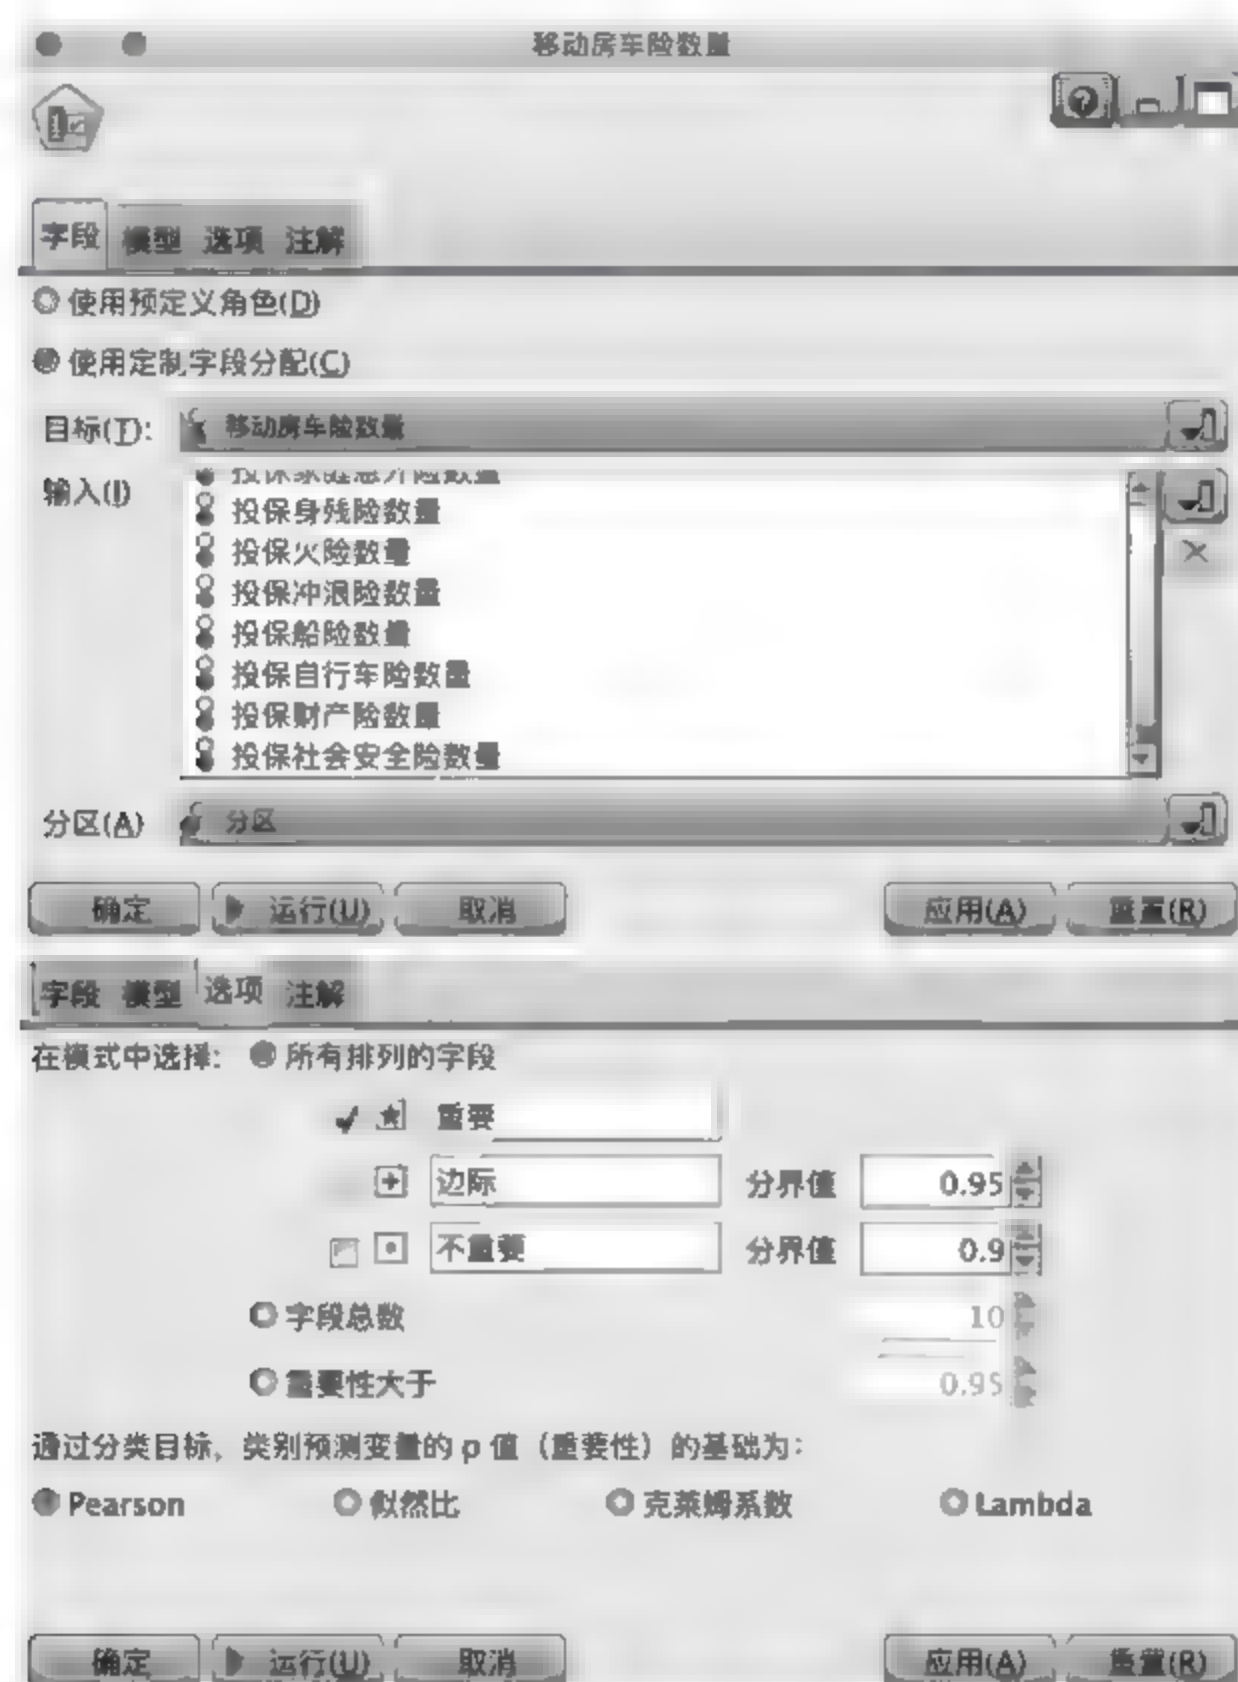 移动房车险数量
字段 模型 选项 注解
使用预定义角色(D)
使用定制字段分配(C)
目标(T): 移动房车险数量
输入(I)
投保身残险数量
投保火险数量
投保冲浪险数量
投保船险数量
投保自行车险数量
投保财产险数量
投保社会安全险数量
分区(A) 分区
确定 运行(U) 取消 应用(A) 重置(R)
字段 模型 选项 注解
在模式中选择: 所有排列的字段
重要
边际 分界值 0.95
不重要 分界值 0.9
字段总数 10
重要性大于 0.95
通过分类目标、类别预测变量的 p 值（重要性）的基础为:
Pearson 似然比 克莱姆系数 Lambda
确定 运行(U) 取消 应用(A) 重置(R)